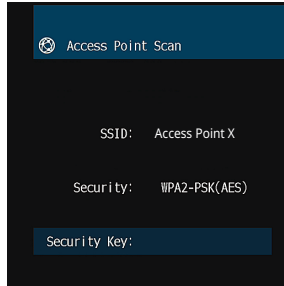 Access Point Scan
SSID: Access Point X
Security: WPA2-PSK(AES)
Security Key: